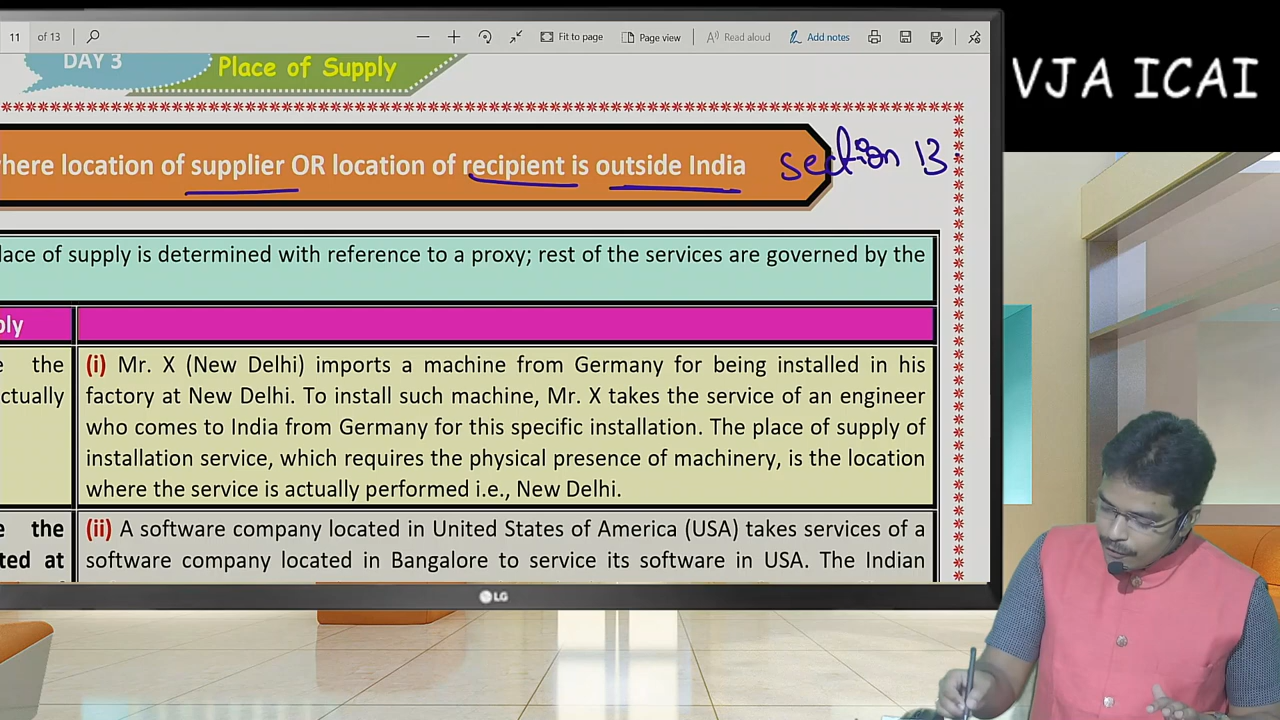 11 of 13
Fit to page
Page view
Read aloud
Add notes
VJA ICAI
DAY 3
Place of Supply
here location of supplier OR location of recipient is outside India
section 13.
lace of supply is determined with reference to a proxy; rest of the services are governed by the
ply
e the
ctually
(i) Mr. X (New Delhi) imports a machine from Germany for being installed in his
factory at New Delhi. To install such machine, Mr. X takes the service of an engineer
who comes to India from Germany for this specific installation. The place of supply of
installation service, which requires the physical presence of machinery, is the location
where the service is actually performed i.e., New Delhi.
e the
ted at
(ii) A software company located in United States of America (USA) takes services of a
software company located in Bangalore to service its software in USA. The Indian
LG